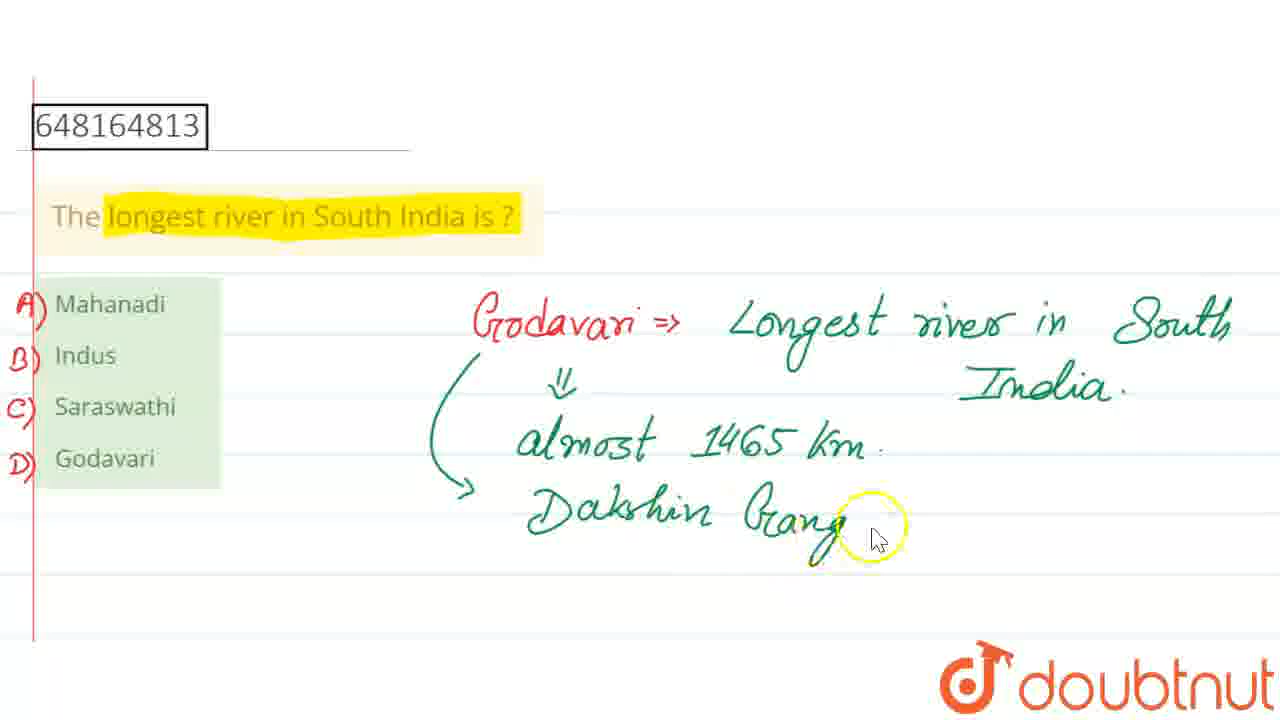 648164813
The longest river in South India is ?
A) Mahanadi
B) Indus
C) Saraswathi
D) Godavari
Godavari ⇒ Longest river in South
India.
⇓
almost 1465 Km.
Dakshin Gang
doubtnut